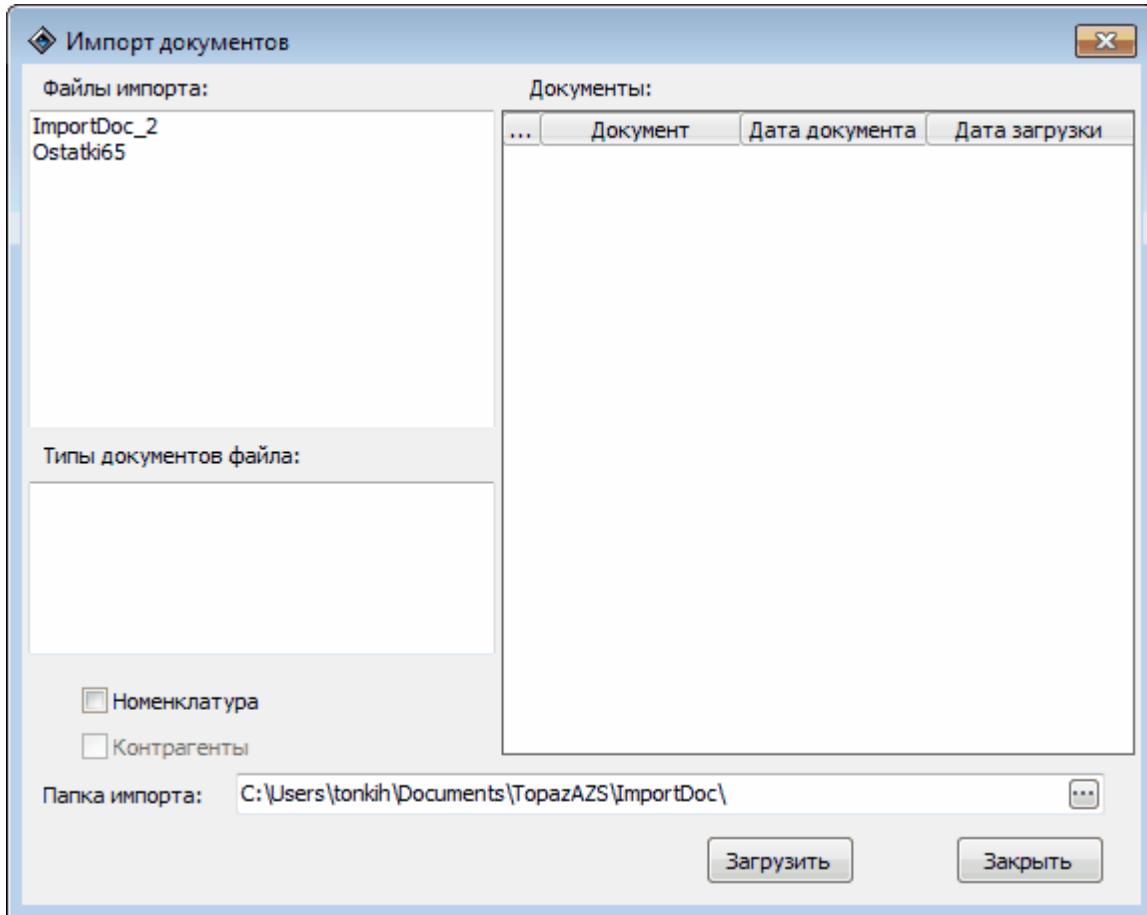 Импорт документов
Файлы импорта:
ImportDoc_2
Ostatki65
Типы документов файла:
Номенклатура
Контрагенты
Документы:
... Документ Дата документа Дата загрузки
Папка импорта: C:\Users\tonkih\Documents\TopazAZS\ImportDoc\ ...
Загрузить Закрыть